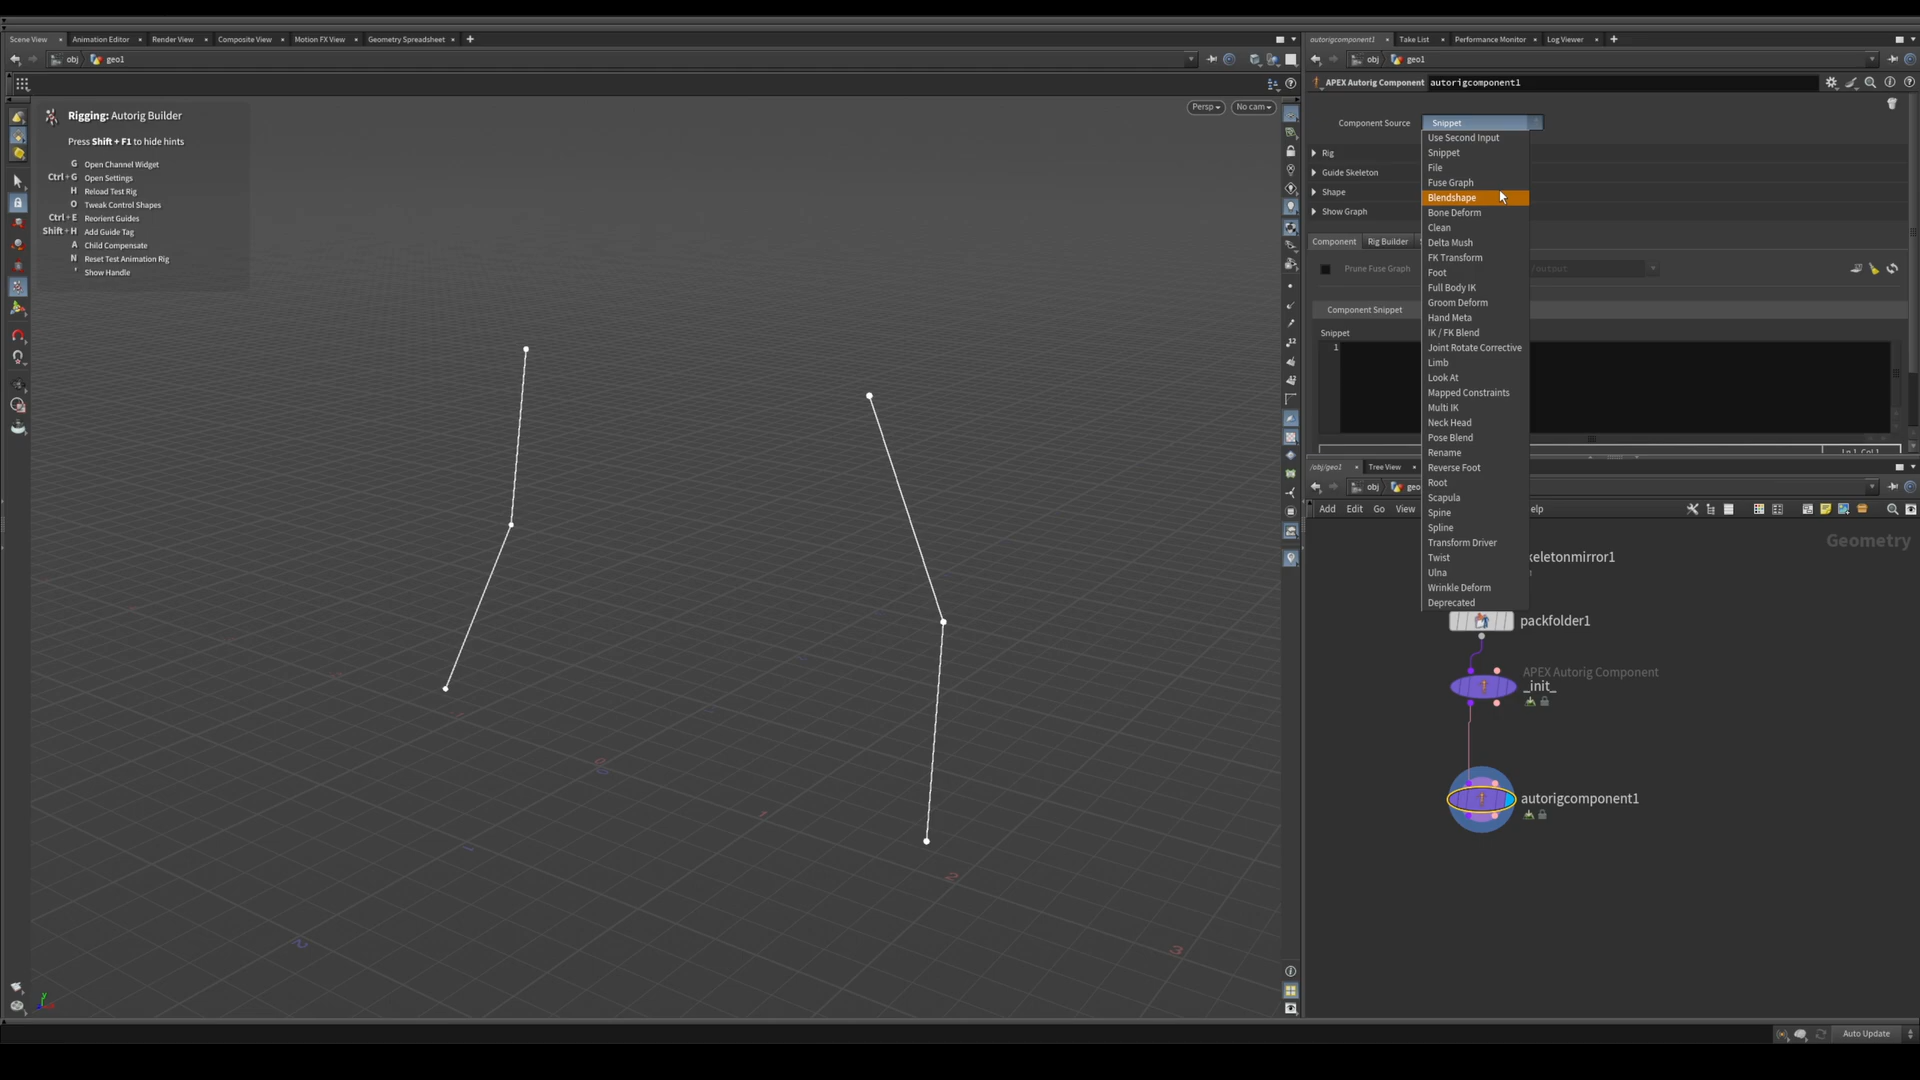 Scene View
Animation Editor
Render View
Composite View
Motion FX View
Geometry Spreadsheet
obj
geo1
Rigging: Autorig Builder
Press Shift + F1 to hide hints
G Open Channel Widget
Ctrl + G Open Settings
H Reload Test Rig
O Tweak Control Shapes
Ctrl + E Reorient Guides
Shift + H Add Guide Tag
A Child Compensate
N Reset Test Animation Rig
' Show Handle
Persp
No cam
2
3
2
autorigcomponent1
Take List
Performance Monitor
Log Viewer
obj
geo1
APEX Autorig Component
autorigcomponent1
Component Source
Snippet
Rig
Guide Skeleton
Shape
Show Graph
Component
Rig Builder
Prune Fuse Graph
/output
Component Snippet
Snippet
1
Use Second Input
Snippet
File
Fuse Graph
Blendshape
Bone Deform
Clean
Delta Mush
FK Transform
Foot
Full Body IK
Groom Deform
Hand Meta
IK / FK Blend
Joint Rotate Corrective
Limb
Look At
Mapped Constraints
Multi IK
Neck Head
Pose Blend
Rename
Reverse Foot
Root
Scapula
Spine
Spline
Transform Driver
Twist
Ulna
Wrinkle Deform
Deprecated
/obj/geo1
Tree View
obj
geo
Add
Edit
Go
View
elp
Geometry
keletonmirror1
packfolder1
APEX Autorig Component
_init_
autorigcomponent1
Auto Update